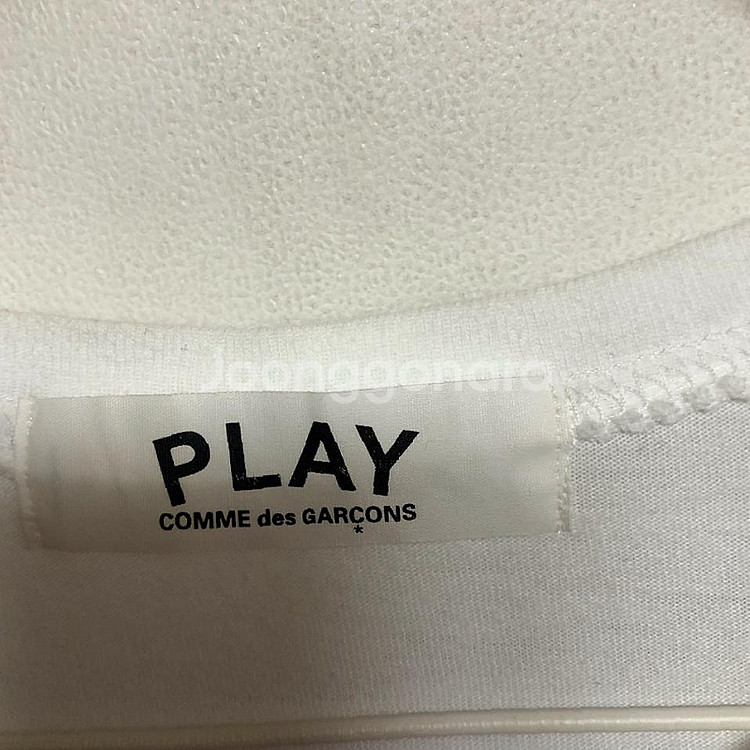 Joonggonara
PLAY
COMME des GARÇONS
*